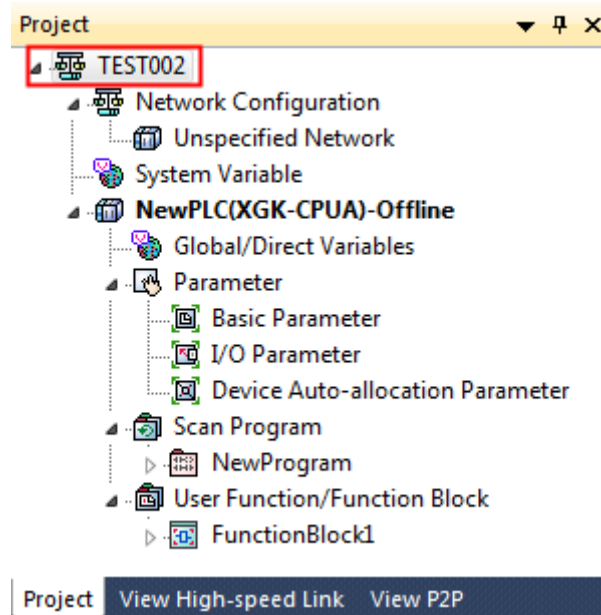 Project
TEST002
Network Configuration
Unspecified Network
System Variable
NewPLC(XGK-CPUA)-Offline
Global/Direct Variables
Parameter
Basic Parameter
I/O Parameter
Device Auto-allocation Parameter
Scan Program
NewProgram
User Function/Function Block
FunctionBlock1
Project View High-speed Link View P2P